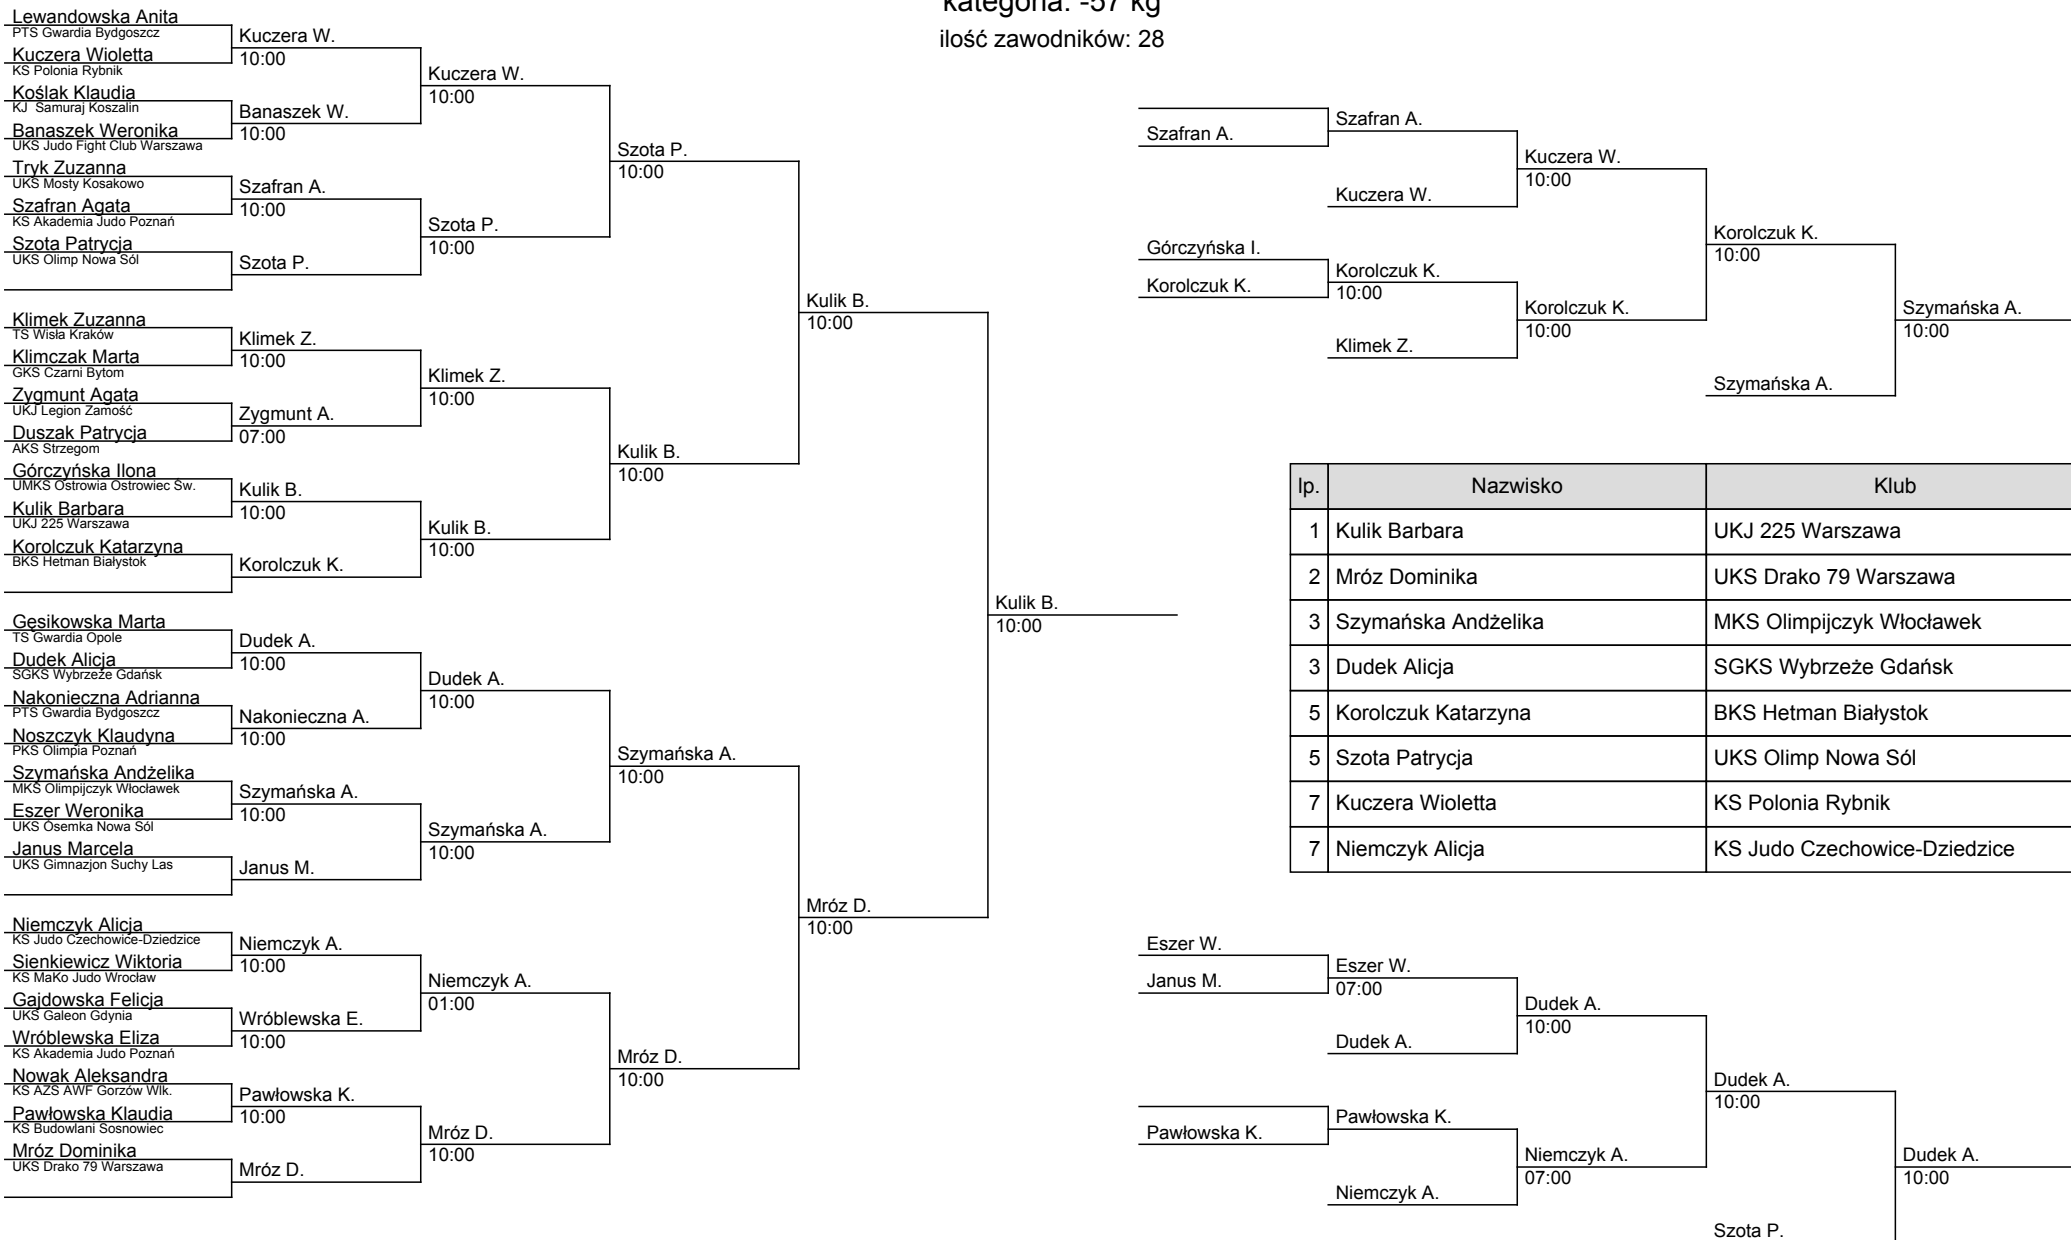 kategoria: -57 kg
ilość zawodników: 28
Lewandowska Anita
PTS Gwardia Bydgoszcz
Kuczera Wioletta
KS Polonia Rybnik
Koślak Klaudia
KJ Samuraj Koszalin
Banaszek Weronika
UKS Judo Fight Club Warszawa
Tryk Zuzanna
UKS Mosty Kosakowo
Szafran Agata
KS Akademia Judo Poznań
Szota Patrycja
UKS Olimp Nowa Sól
Klimek Zuzanna
TS Wisła Kraków
Klimczak Marta
GKS Czarni Bytom
Zygmunt Agata
UKJ Legion Zamość
Duszak Patrycja
AKS Strzegom
Górczyńska Ilona
UMKS Ostrowia Ostrowiec Św.
Kulik Barbara
UKJ 225 Warszawa
Korolczuk Katarzyna
BKS Hetman Białystok
Gęsikowska Marta
TS Gwardia Opole
Dudek Alicja
SGKS Wybrzeże Gdańsk
Nakonieczna Adrianna
PTS Gwardia Bydgoszcz
Noszczyk Klaudyna
PKS Olimpia Poznań
Szymańska Andżelika
MKS Olimpijczyk Włocławek
Eszer Weronika
UKS Ósemka Nowa Sól
Janus Marcela
UKS Gimnazjon Suchy Las
Niemczyk Alicja
KS Judo Czechowice-Dziedzice
Sienkiewicz Wiktoria
KS MaKo Judo Wrocław
Gajdowska Felicja
UKS Galeon Gdynia
Wróblewska Eliza
KS Akademia Judo Poznań
Nowak Aleksandra
KS AZS AWF Gorzów Wlk.
Pawłowska Klaudia
KS Budowlani Sosnowiec
Mróz Dominika
UKS Drako 79 Warszawa
Kuczera W.
10:00
Banaszek W.
10:00
Szafran A.
10:00
Szota P.
Klimek Z.
10:00
Zygmunt A.
07:00
Kulik B.
10:00
Korolczuk K.
Dudek A.
10:00
Nakonieczna A.
10:00
Szymańska A.
10:00
Janus M.
Niemczyk A.
10:00
Wróblewska E.
10:00
Pawłowska K.
10:00
Mróz D.
Kuczera W.
10:00
Szota P.
10:00
Klimek Z.
10:00
Kulik B.
10:00
Dudek A.
10:00
Szymańska A.
10:00
Niemczyk A.
01:00
Mróz D.
10:00
Szota P.
10:00
Kulik B.
10:00
Szymańska A.
10:00
Mróz D.
10:00
Kulik B.
10:00
Mróz D.
10:00
Kulik B.
10:00
Szafran A.
Górczyńska I.
Korolczuk K.
Szafran A.
Kuczera W.
Korolczuk K.
10:00
Klimek Z.
Kuczera W.
10:00
Korolczuk K.
10:00
Korolczuk K.
10:00
Szymańska A.
Szymańska A.
10:00
lp. Nazwisko Klub
1 Kulik Barbara UKJ 225 Warszawa
2 Mróz Dominika UKS Drako 79 Warszawa
3 Szymańska Andżelika MKS Olimpijczyk Włocławek
3 Dudek Alicja SGKS Wybrzeże Gdańsk
5 Korolczuk Katarzyna BKS Hetman Białystok
5 Szota Patrycja UKS Olimp Nowa Sól
7 Kuczera Wioletta KS Polonia Rybnik
7 Niemczyk Alicja KS Judo Czechowice-Dziedzice
Eszer W.
Janus M.
Pawłowska K.
Eszer W.
07:00
Dudek A.
Pawłowska K.
Niemczyk A.
Dudek A.
10:00
Niemczyk A.
07:00
Dudek A.
10:00
Szota P.
Dudek A.
10:00